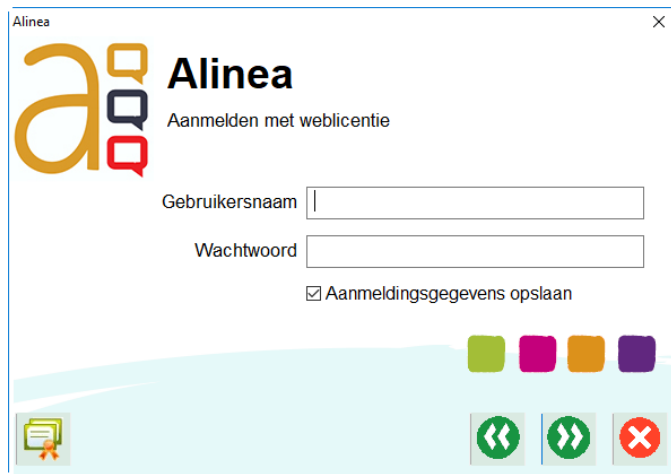 Alinea
Alinea
Aanmelden met weblicentie
Gebruikersnaam
Wachtwoord
Aanmeldingsgegevens opslaan